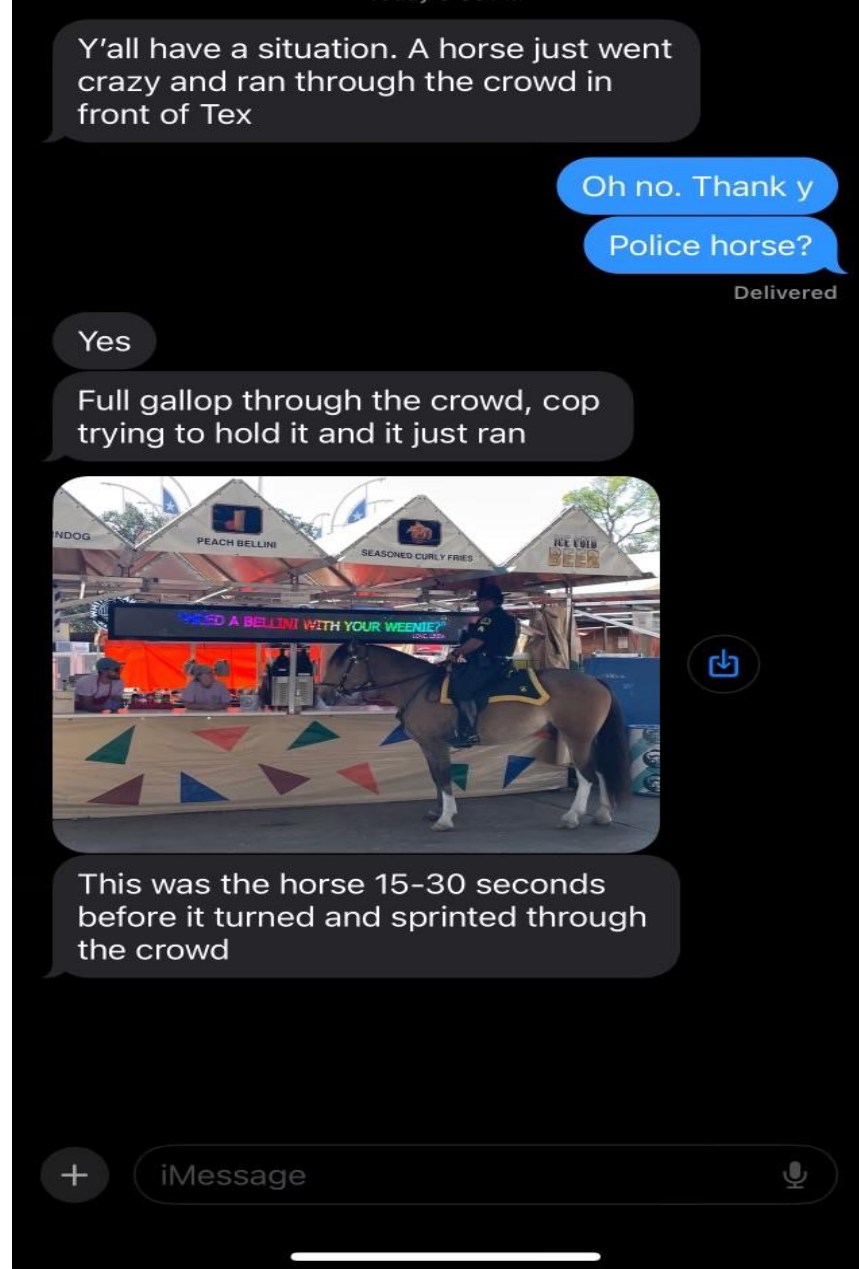 Y'all have a situation. A horse just went
crazy and ran through the crowd in
front of Tex
Oh no. Thank y
Police horse?
Delivered
Yes
Full gallop through the crowd, cop
trying to hold it and it just ran
NDOG
PEACH BELLINI
SEASONED CURLY FRIES
ICE COLD
BEER
A BELLINI WITH YOUR WEENIE?"
This was the horse 15-30 seconds
before it turned and sprinted through
the crowd
iMessage